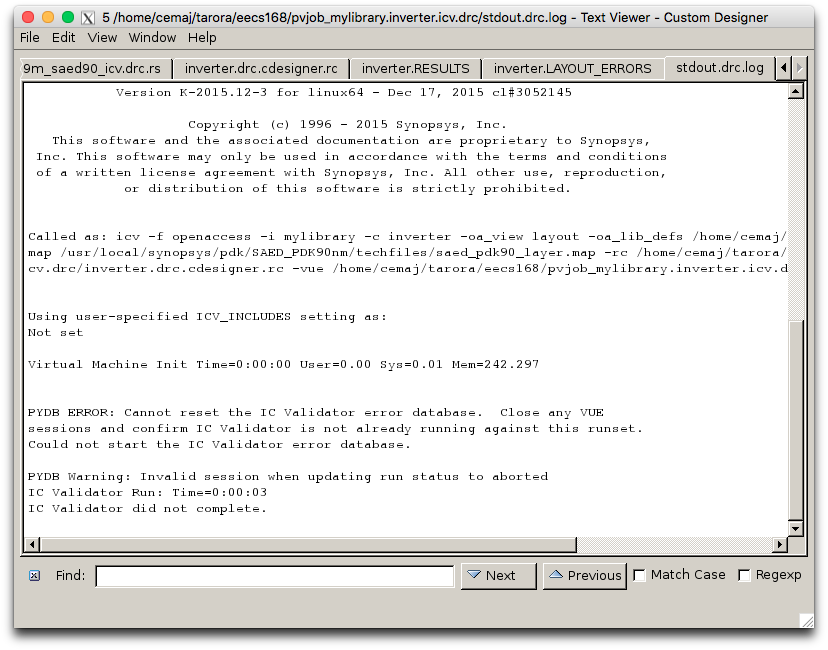 5 /home/cemaj/tarora/eecs168/pvjob_mylibrary.inverter.icv.drc/stdout.drc.log - Text Viewer - Custom Designer
File Edit View Window Help
9m_saed90_icv.drc.rs inverter.drc.cdesigner.rc inverter.RESULTS inverter.LAYOUT_ERRORS stdout.drc.log
Version K-2015.12-3 for linux64 - Dec 17, 2015 cl#3052145
Copyright (c) 1996 - 2015 Synopsys, Inc.
This software and the associated documentation are proprietary to Synopsys,
Inc. This software may only be used in accordance with the terms and conditions
of a written license agreement with Synopsys, Inc. All other use, reproduction,
or distribution of this software is strictly prohibited.
Called as: icv -f openaccess -i mylibrary -c inverter -oa_view layout -oa_lib_defs /home/cemaj/
map /usr/local/synopsys/pdk/SAED_PDK90nm/techfiles/saed_pdk90_layer.map -rc /home/cemaj/tarora/
cv.drc/inverter.drc.cdesigner.rc -vue /home/cemaj/tarora/eecs168/pvjob_mylibrary.inverter.icv.d
Using user-specified ICV_INCLUDES setting as:
Not set
Virtual Machine Init Time=0:00:00 User=0.00 Sys=0.01 Mem=242.297
PYDB ERROR: Cannot reset the IC Validator error database.  Close any VUE
sessions and confirm IC Validator is not already running against this runset.
Could not start the IC Validator error database.
PYDB Warning: Invalid session when updating run status to aborted
IC Validator Run: Time=0:00:03
IC Validator did not complete.
Find: Next Previous Match Case Regexp